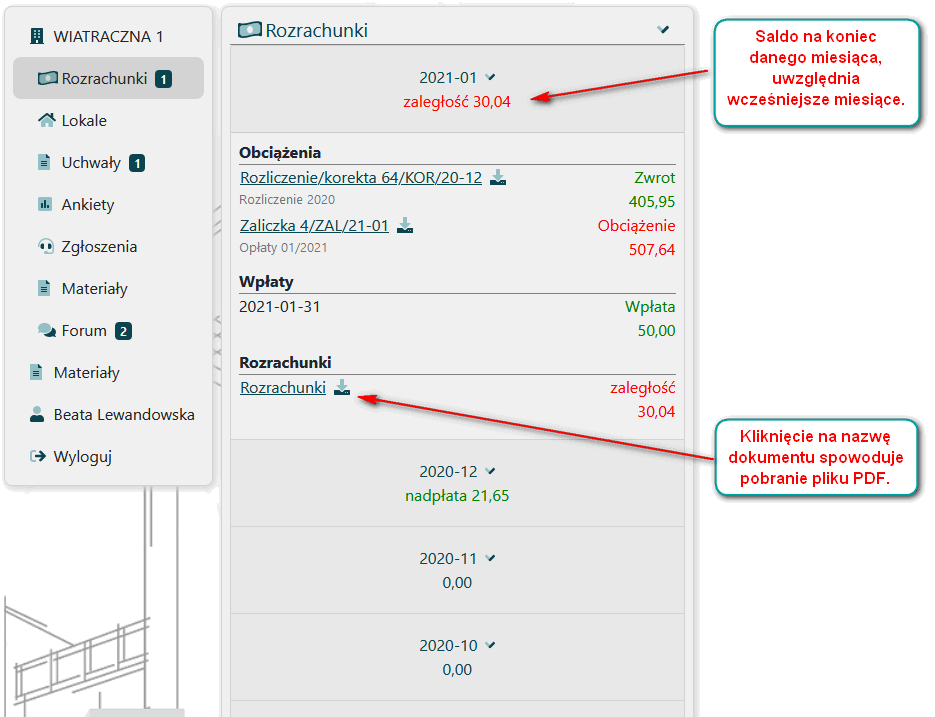 WIATRACZNA 1
Rozrachunki 1
Lokale
Uchwały 1
Ankiety
Zgłoszenia
Materiały
Forum 2
Materiały
Beata Lewandowska
Wyloguj
Rozrachunki
2021-01
zaległość 30,04
Obciążenia
Rozliczenie/korekta 64/KOR/20-12 Zwrot
Rozliczenie 2020 405,95
Zaliczka 4/ZAL/21-01 Obciążenie
Opłaty 01/2021 507,64
Wpłaty
2021-01-31 Wpłata
50,00
Rozrachunki
Rozrachunki zaległość
30,04
2020-12
nadpłata 21,65
2020-11
0,00
2020-10
0,00
Saldo na koniec
danego miesiąca,
uwzględnia
wcześniejsze miesiące.
Kliknięcie na nazwę
dokumentu spowoduje
pobranie pliku PDF.